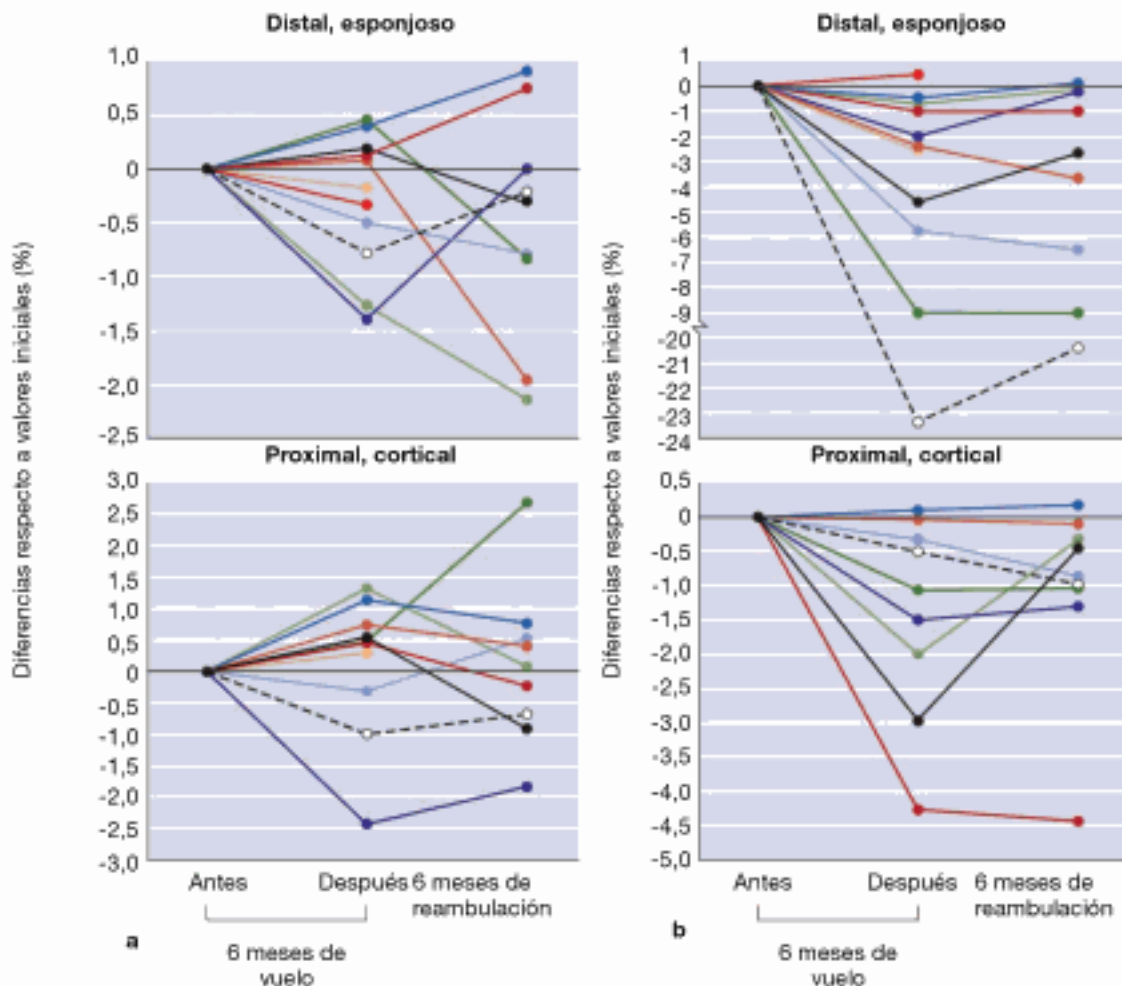 Distal, esponjoso
1,0
0,5
0
-0,5
-1,0
-1,5
-2,0
-2,5
Proximal, cortical
3,0
2,5
2,0
1,5
1,0
0,5
0
-0,5
-1,0
-1,5
-2,0
-2,5
-3,0
Diferencias respecto a valores iniciales (%)
Antes
Después
6 meses de
reambulación
a
6 meses de
vuelo
Distal, esponjoso
1
0
-1
-2
-3
-4
-5
-6
-7
-8
-9
-20
-21
-22
-23
-24
Proximal, cortical
0,5
0
-0,5
-1,0
-1,5
-2,0
-2,5
-3,0
-3,5
-4,0
-4,5
-5,0
Diferencias respecto a valores iniciales (%)
Antes
Después
6 meses de
reambulación
b
6 meses de
vuelo